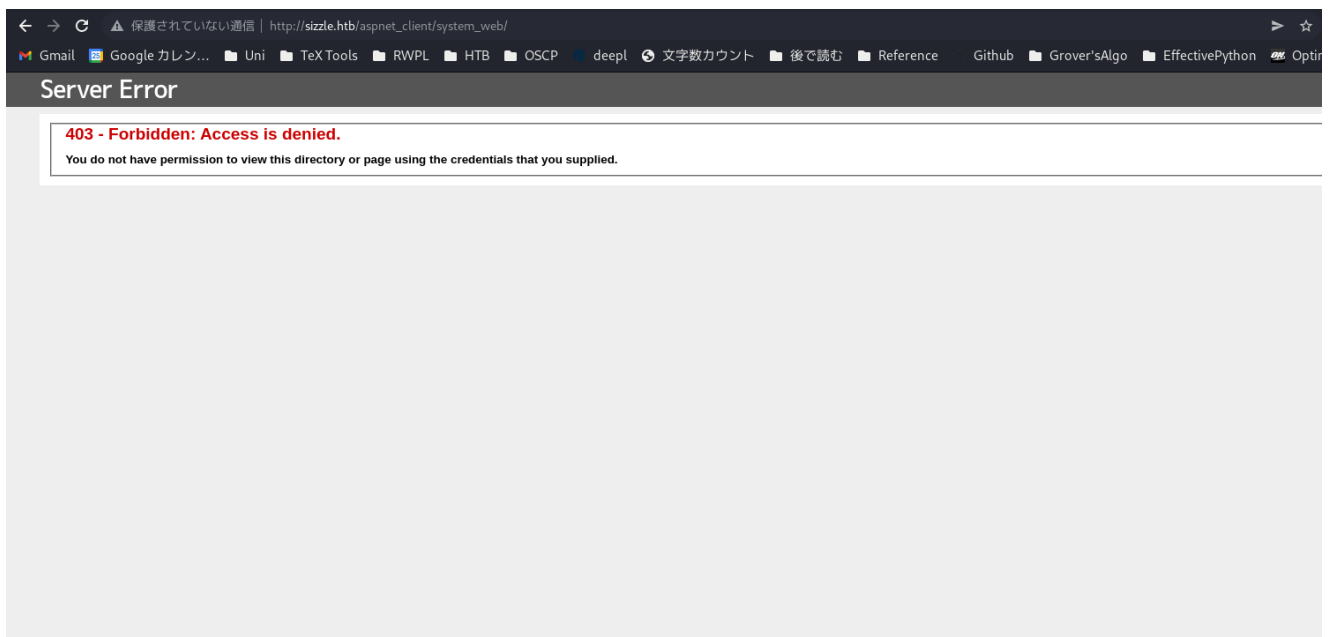 保護されていない通信 | http://sizzle.htb/aspnet_client/system_web/
Gmail Google カレン... Uni TeX Tools RWPL HTB OSCP deepl 文字数カウント 後で読む Reference Github Grover'sAlgo EffectivePython Optir
Server Error
403 - Forbidden: Access is denied.
You do not have permission to view this directory or page using the credentials that you supplied.